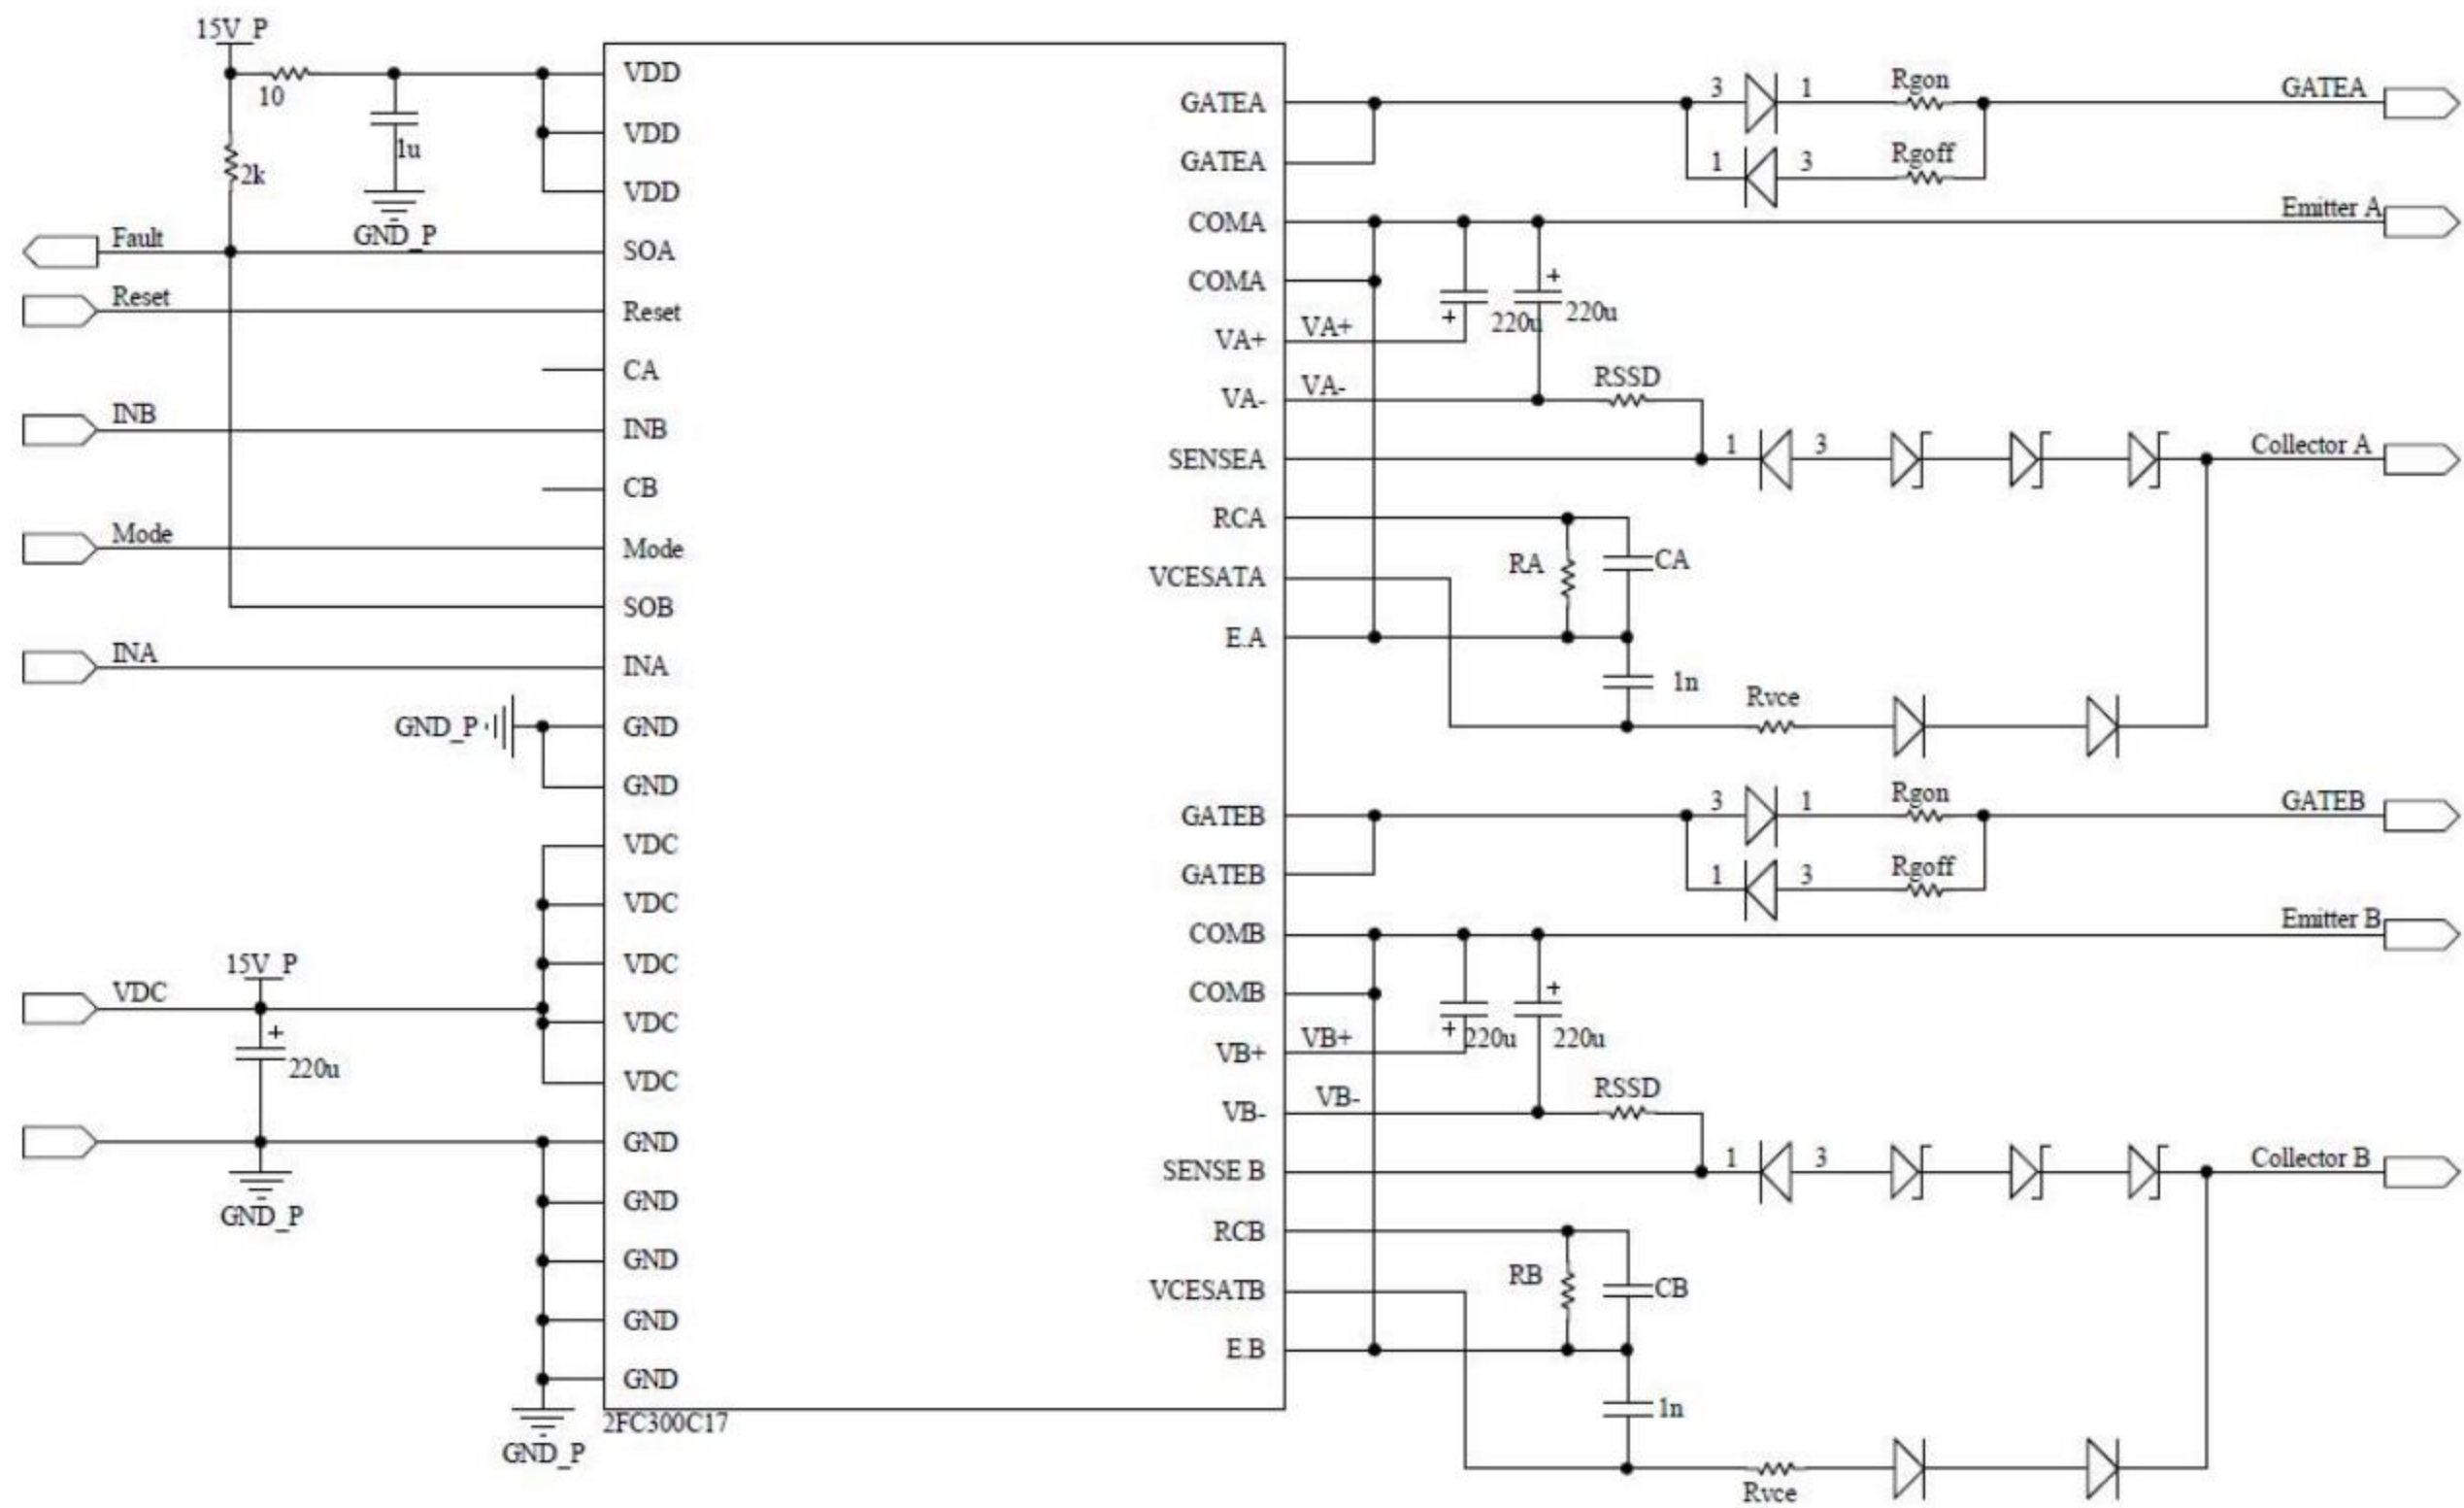 15V_P
10
1u
GND_P
2k
Fault
Reset
INB
Mode
INA
GND_P
15V_P
VDC
220u
+
GND_P
GND_P
VDD
VDD
VDD
SOA
Reset
CA
INB
CB
Mode
SOB
INA
GND
GND
VDC
VDC
VDC
VDC
VDC
GND
GND
GND
GND
GND
2FC300C17
GATEA
GATEA
COMA
COMA
VA+
VA-
SENSEA
RCA
VCESATA
E.A
GATEB
GATEB
COMB
COMB
VB+
VB-
SENSE B
RCB
VCESATB
E.B
3 1 Rgon GATEA
1 3 Rgoff
Emitter A
+
+ 220u 220u
VA+
VA- RSSD
1 3 Collector A
RA CA
1n
Rvce
3 1 Rgon GATEB
1 3 Rgoff
Emitter B
+
+ 220u 220u
VB+
VB- RSSD
1 3 Collector B
RB CB
1n
Rvce